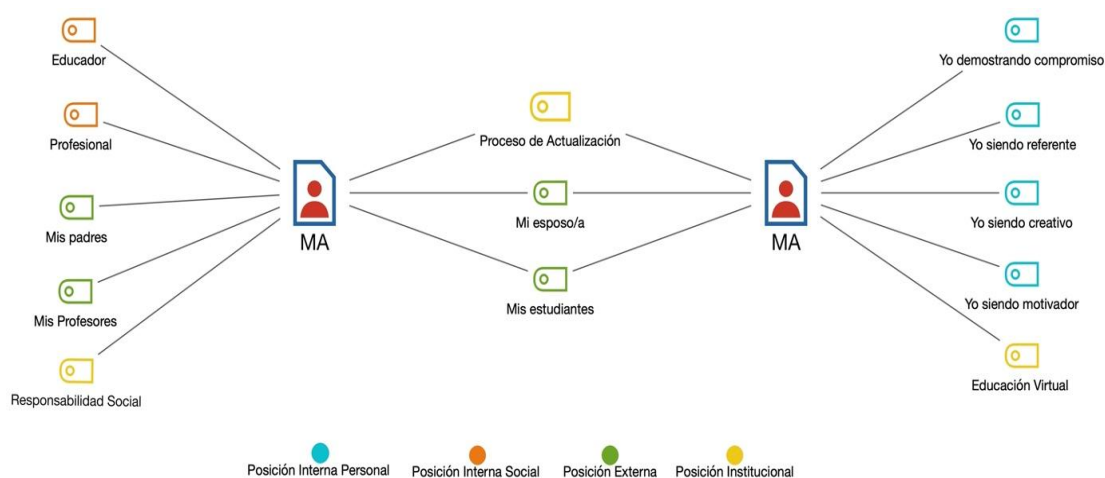 Educador
Profesional
Mis padres
Mis Profesores
Responsabilidad Social
MA
Proceso de Actualización
Mi esposo/a
Mis estudiantes
MA
Yo demostrando compromiso
Yo siendo referente
Yo siendo creativo
Yo siendo motivador
Educación Virtual
Posición Interna Personal
Posición Interna Social
Posición Externa
Posición Institucional